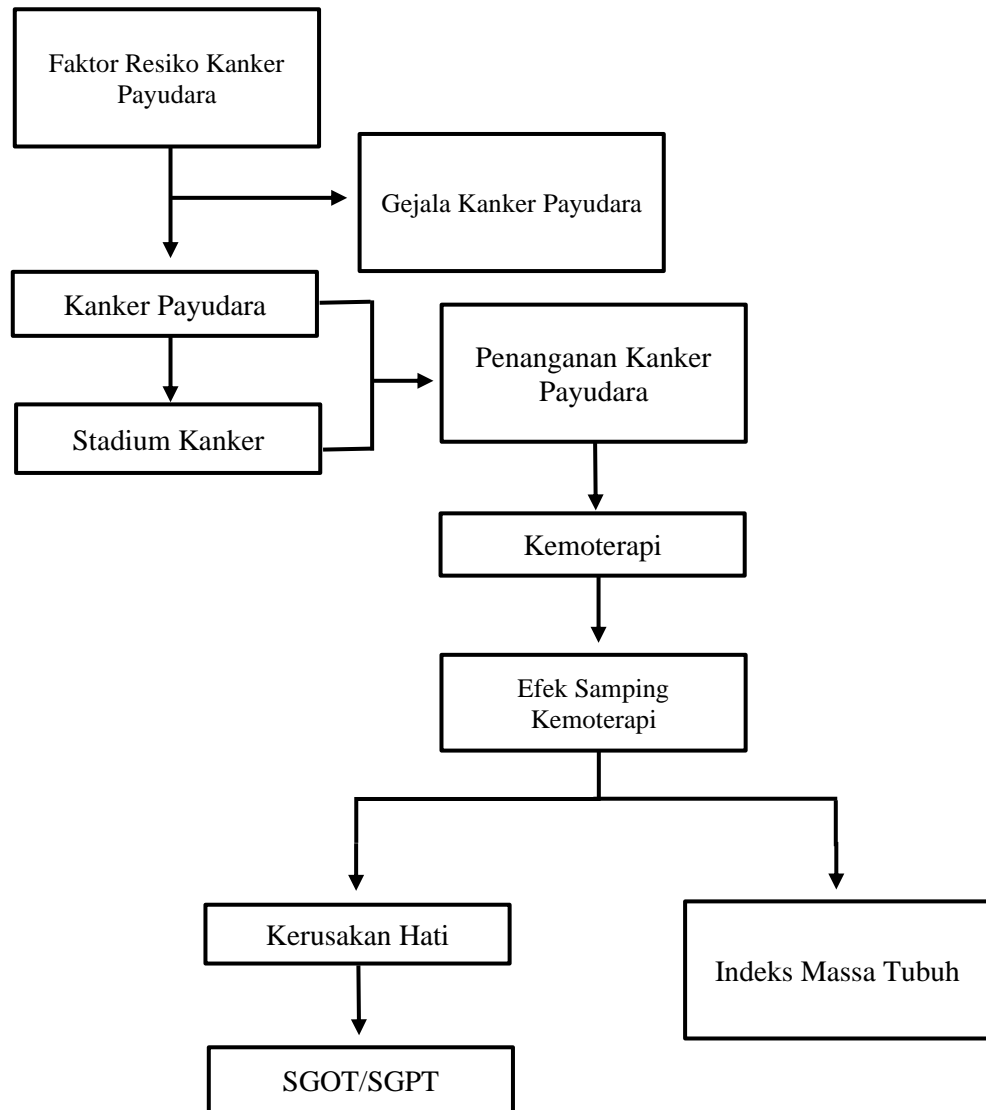 Faktor Resiko Kanker
Payudara
Gejala Kanker Payudara
Kanker Payudara
Penanganan Kanker
Payudara
Stadium Kanker
Kemoterapi
Efek Samping
Kemoterapi
Kerusakan Hati
Indeks Massa Tubuh
SGOT/SGPT